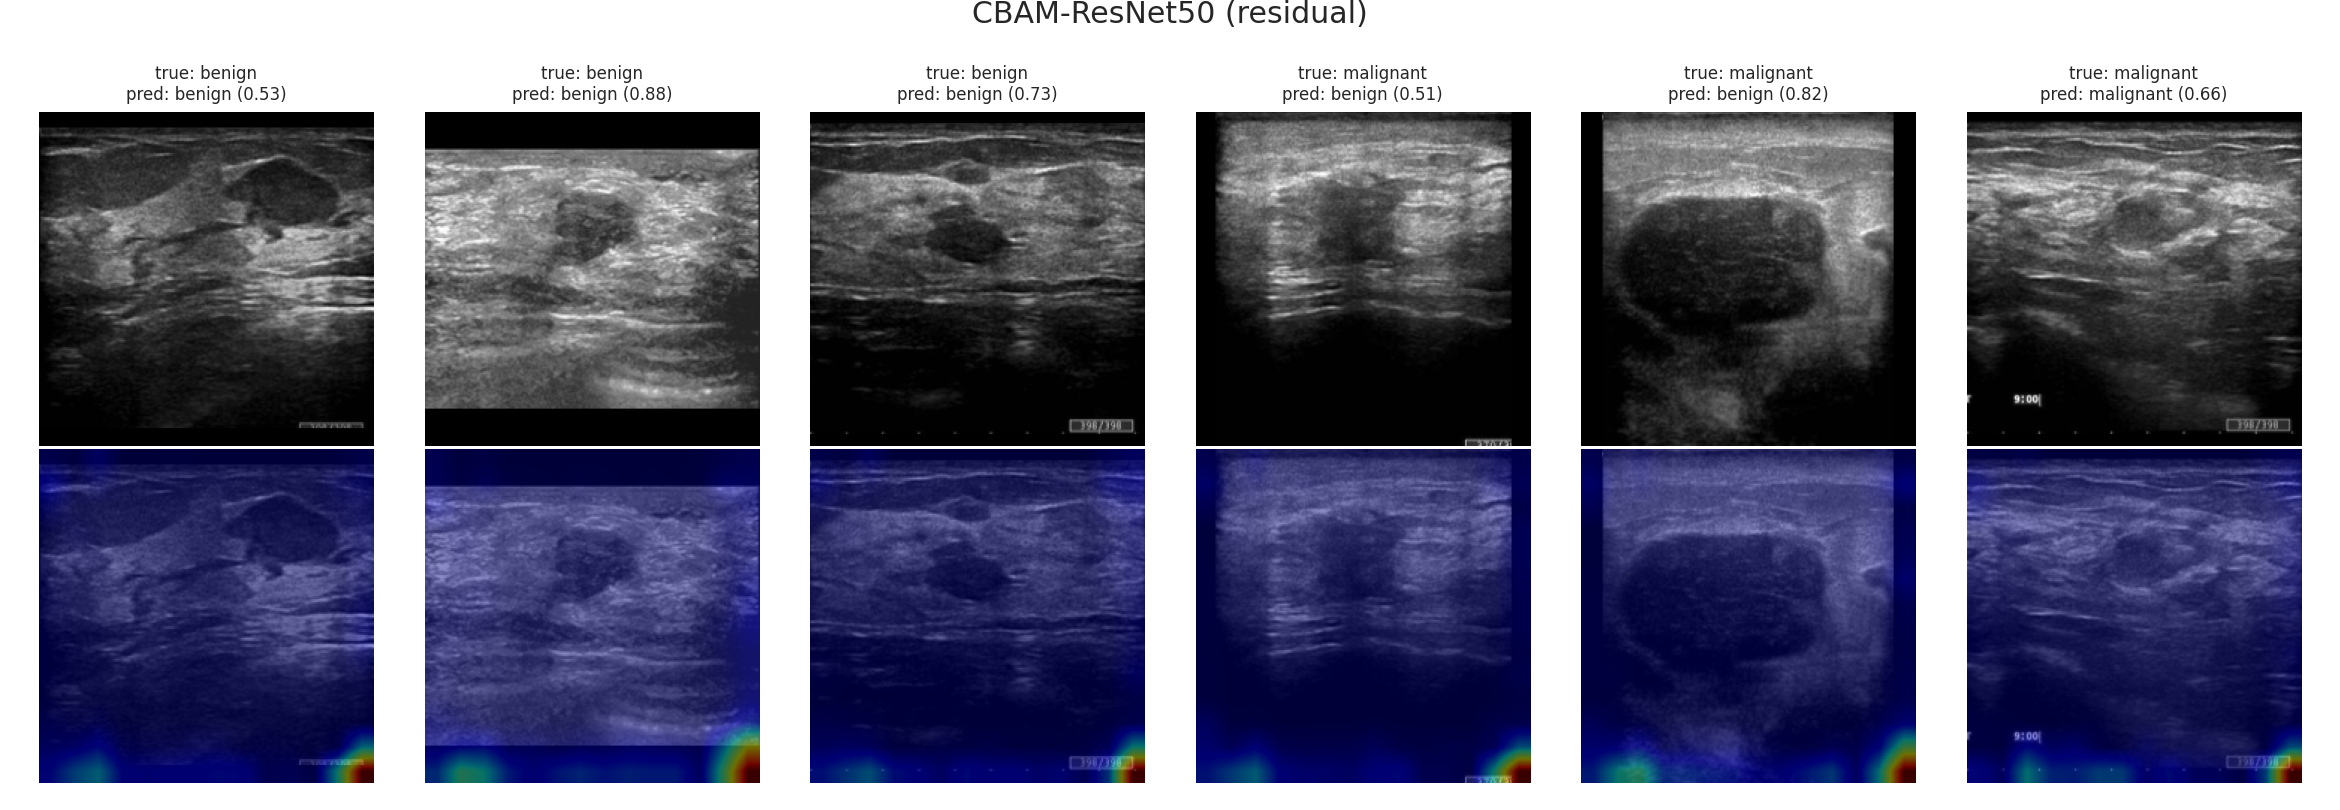 CBAM-ResNet50 (residual)
true: benign
pred: benign (0.53)
true: benign
pred: benign (0.88)
true: benign
pred: benign (0.73)
true: malignant
pred: benign (0.51)
true: malignant
pred: benign (0.82)
true: malignant
pred: malignant (0.66)
398/398
9:00
398/398
398/398
9:00
398/398